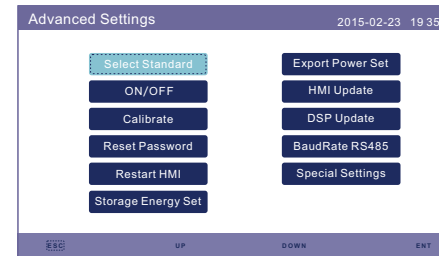 Advanced Settings 2015-02-23 19 35
Select Standard
ON/OFF
Calibrate
Reset Password
Restart HMI
Storage Energy Set
Export Power Set
HMI Update
DSP Update
BaudRate RS485
Special Settings
ESC UP DOWN ENT